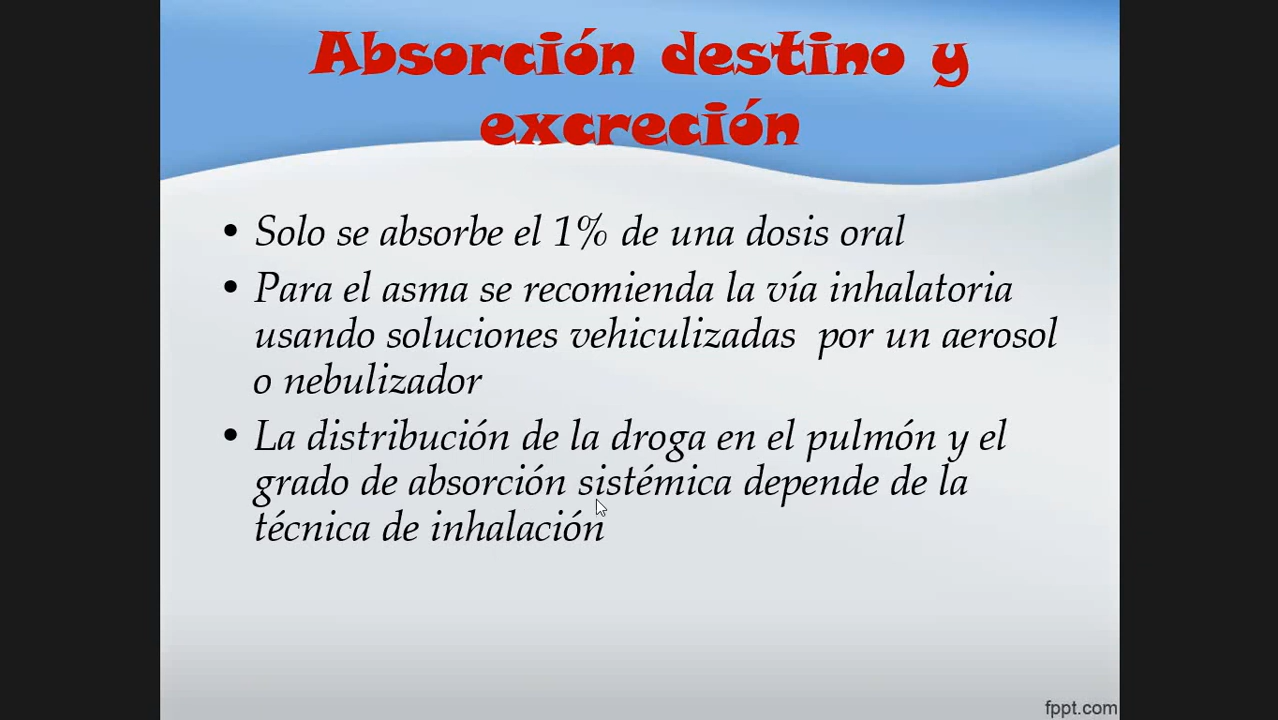 Absorción destino y
excreción
• Solo se absorbe el 1% de una dosis oral
• Para el asma se recomienda la vía inhalatoria
usando soluciones vehiculizadas por un aerosol
o nebulizador
• La distribución de la droga en el pulmón y el
grado de absorción sistémica depende de la
técnica de inhalación
fppt.com